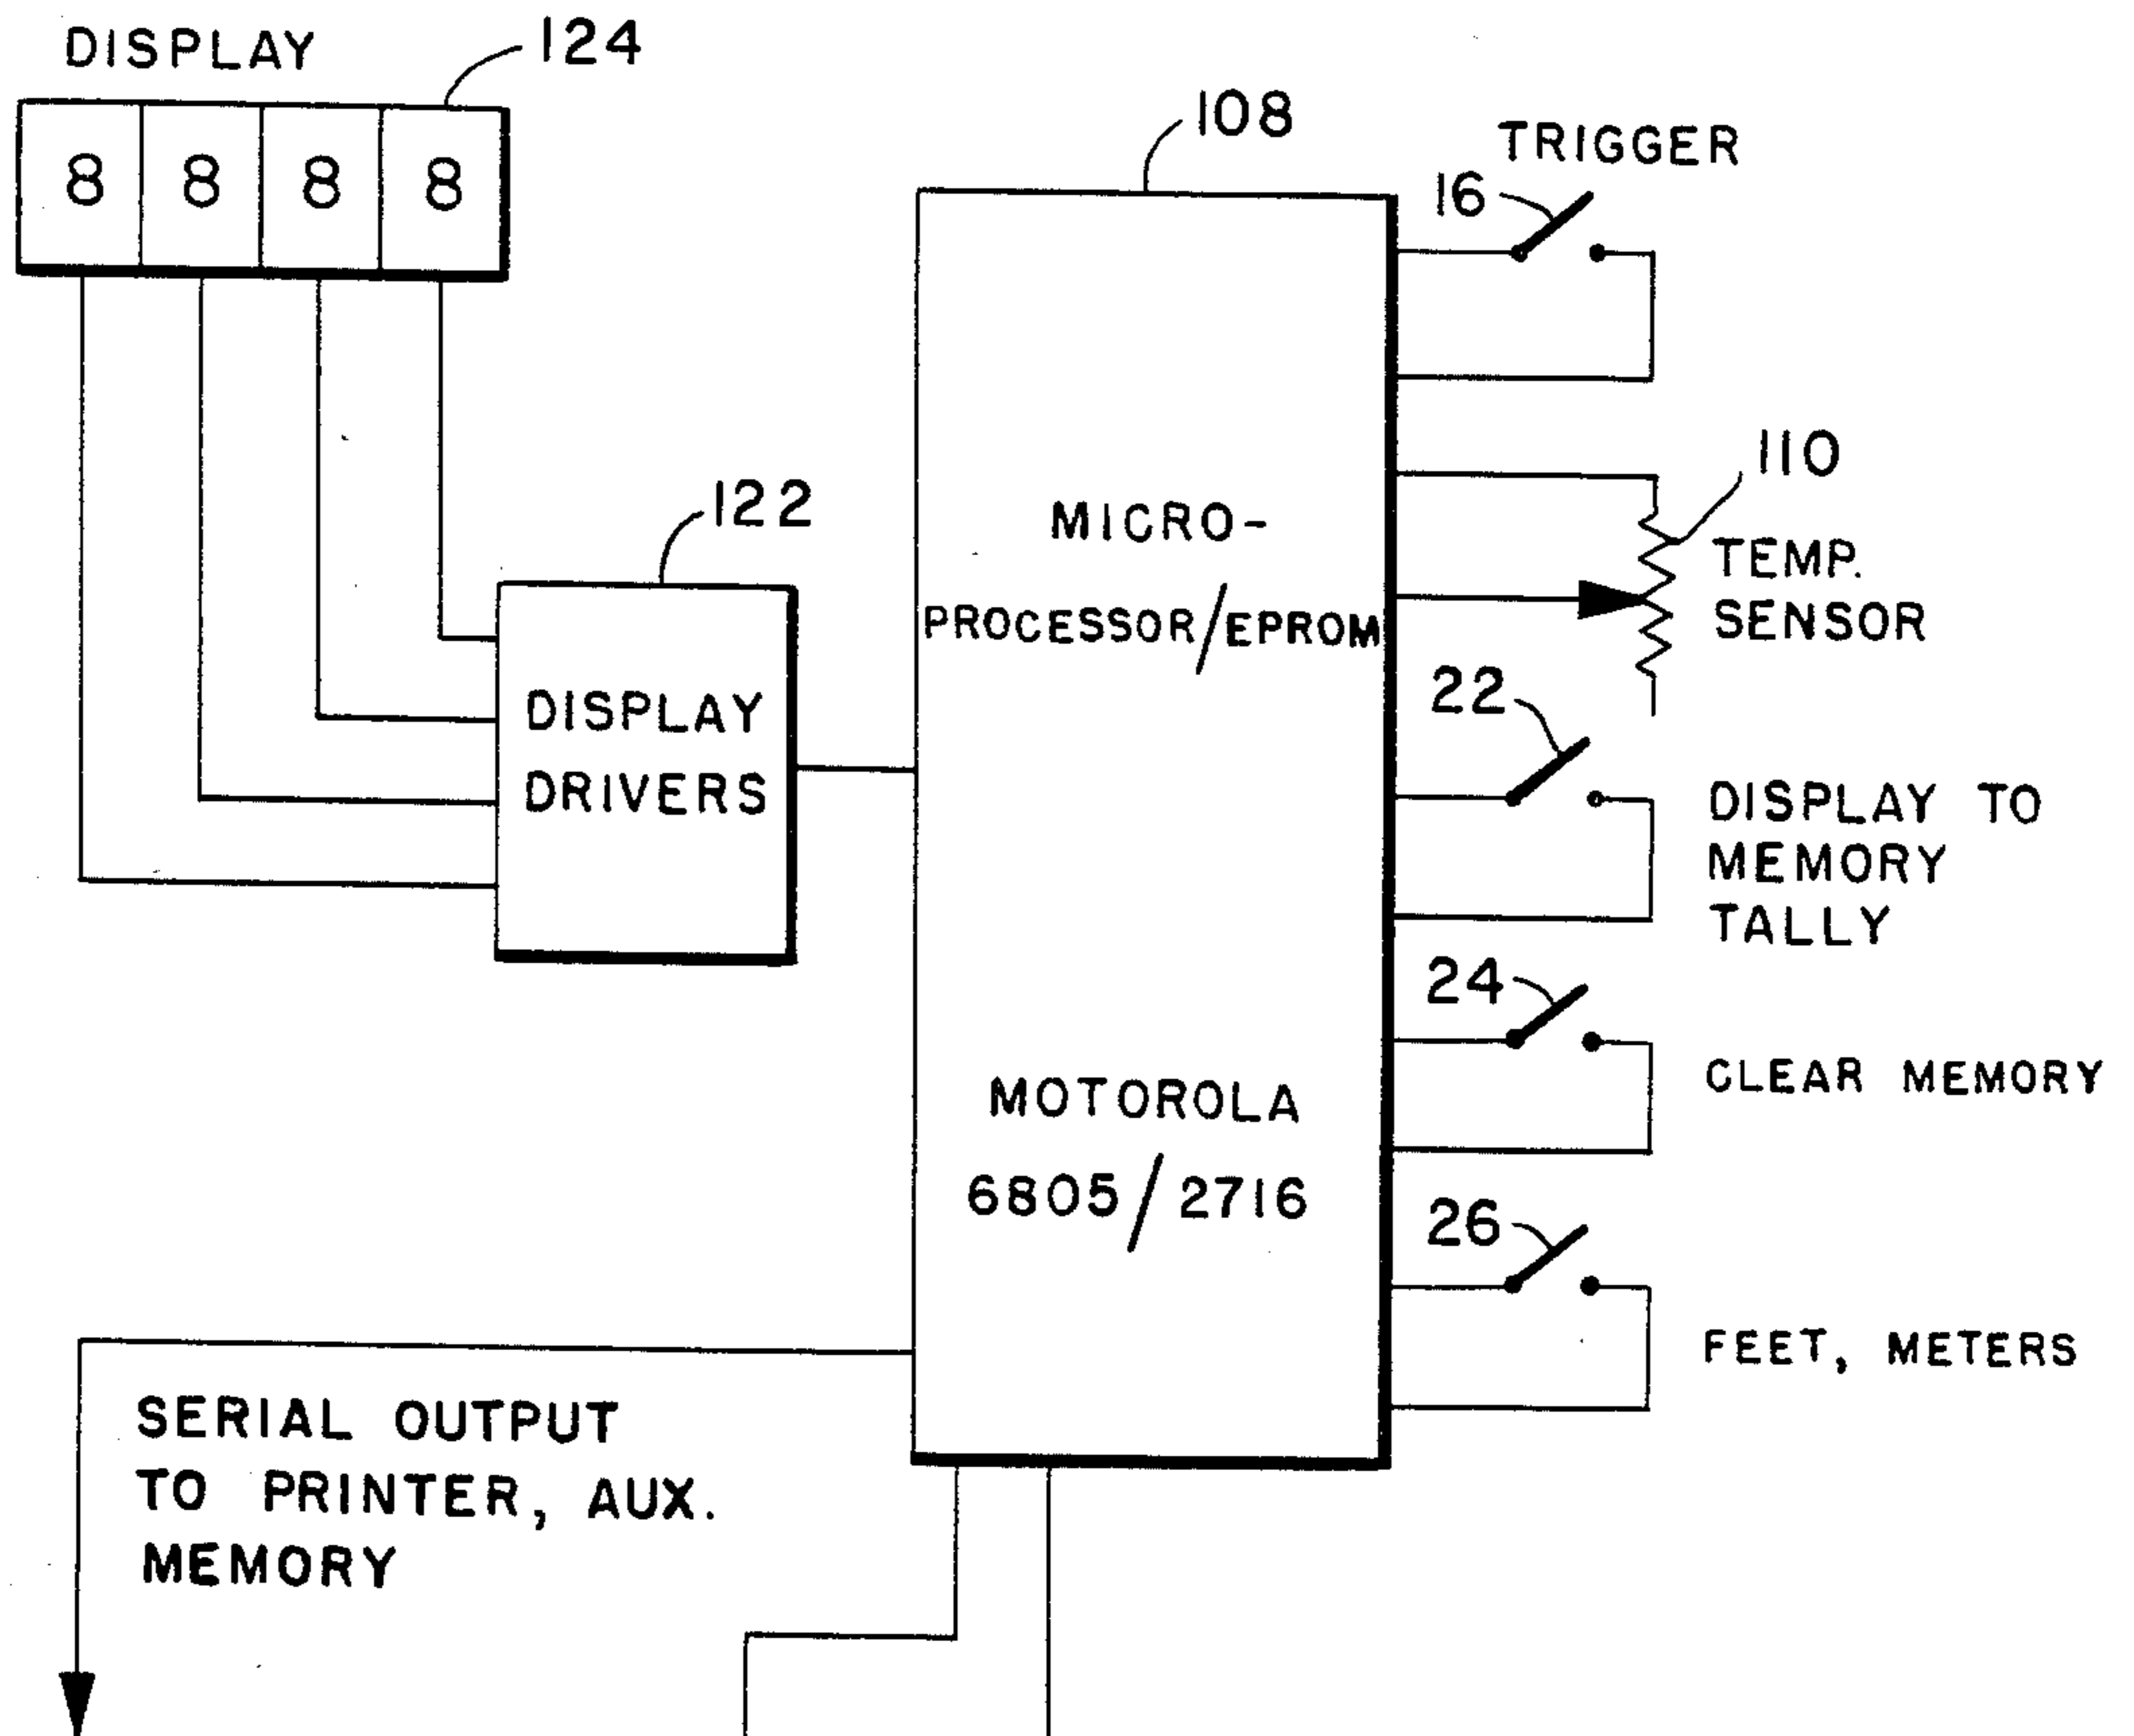 DISPLAY
124
8 8 8 8
108
TRIGGER
16
110
TEMP.
SENSOR
122
MICRO-
PROCESSOR/EPROM
DISPLAY
DRIVERS
22
DISPLAY TO
MEMORY
TALLY
24
CLEAR MEMORY
MOTOROLA
6805/2716
26
FEET, METERS
SERIAL OUTPUT
TO PRINTER, AUX.
MEMORY